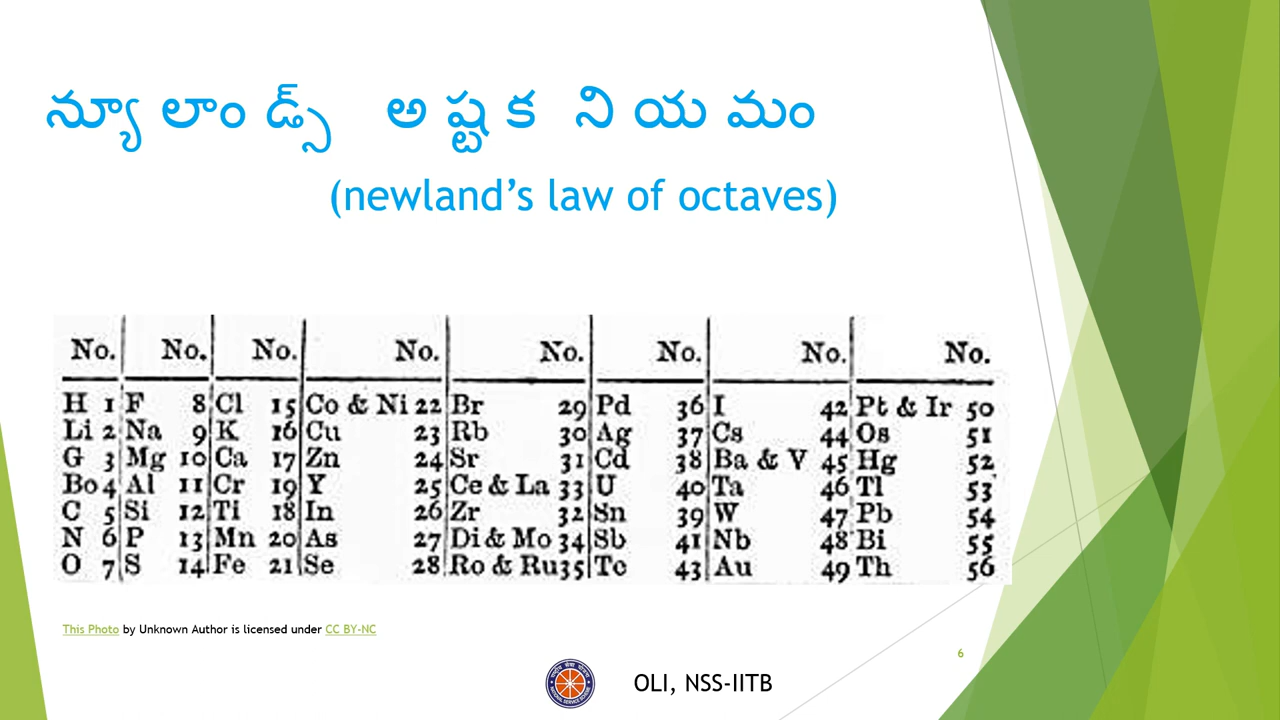 న్యూ లాం డ్స్ అ ష్ట క ని య మం
(newland’s law of octaves)
No. No. No. No. No. No. No. No.
H 1 F 8 Cl 15 Co & Ni 22 Br 29 Pd 36 I 42 Pt & Ir 50
Li 2 Na 9 K 16 Cu 23 Rb 30 Ag 37 Cs 44 Os 51
G 3 Mg 10 Ca 17 Zn 24 Sr 31 Cd 38 Ba & V 45 Hg 52
Bo 4 Al 11 Cr 19 Y 25 Ce & La 33 U 40 Ta 46 Tl 53
C 5 Si 12 Ti 18 In 26 Zr 32 Sn 39 W 47 Pb 54
N 6 P 13 Mn 20 As 27 Di & Mo 34 Sb 41 Nb 48 Bi 55
O 7 S 14 Fe 21 Se 28 Ro & Ru 35 Te 43 Au 49 Th 56
This Photo by Unknown Author is licensed under CC BY-NC
6
OLI, NSS-IITB